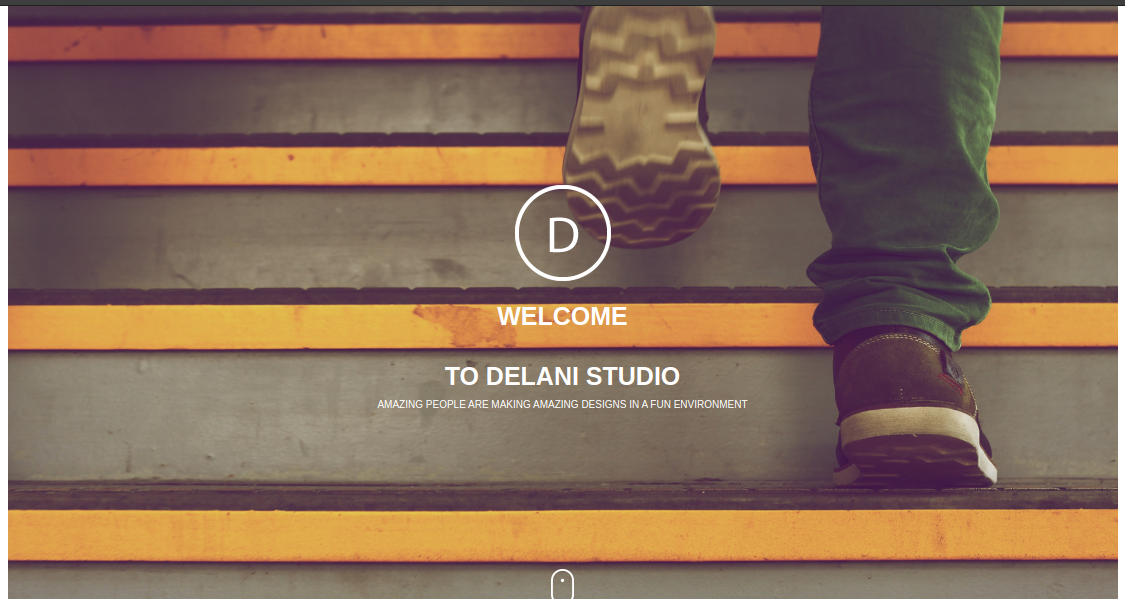 D
WELCOME
TO DELANI STUDIO
AMAZING PEOPLE ARE MAKING AMAZING DESIGNS IN A FUN ENVIRONMENT